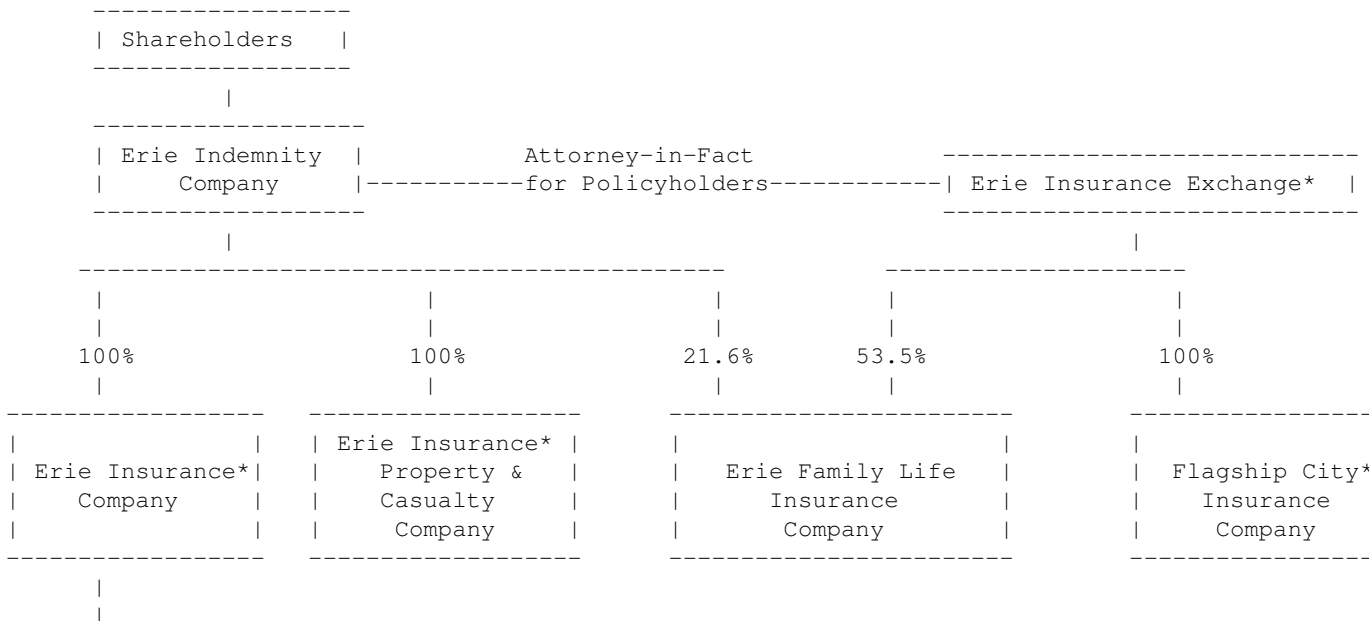 Shareholders
Erie Indemnity Attorney-in-Fact
Company for Policyholders Erie Insurance Exchange*
100% 100% 21.6% 53.5% 100%
Erie Insurance*
Erie Insurance* Property & Erie Family Life Flagship City*
Company Casualty Insurance Insurance
Company Company Company